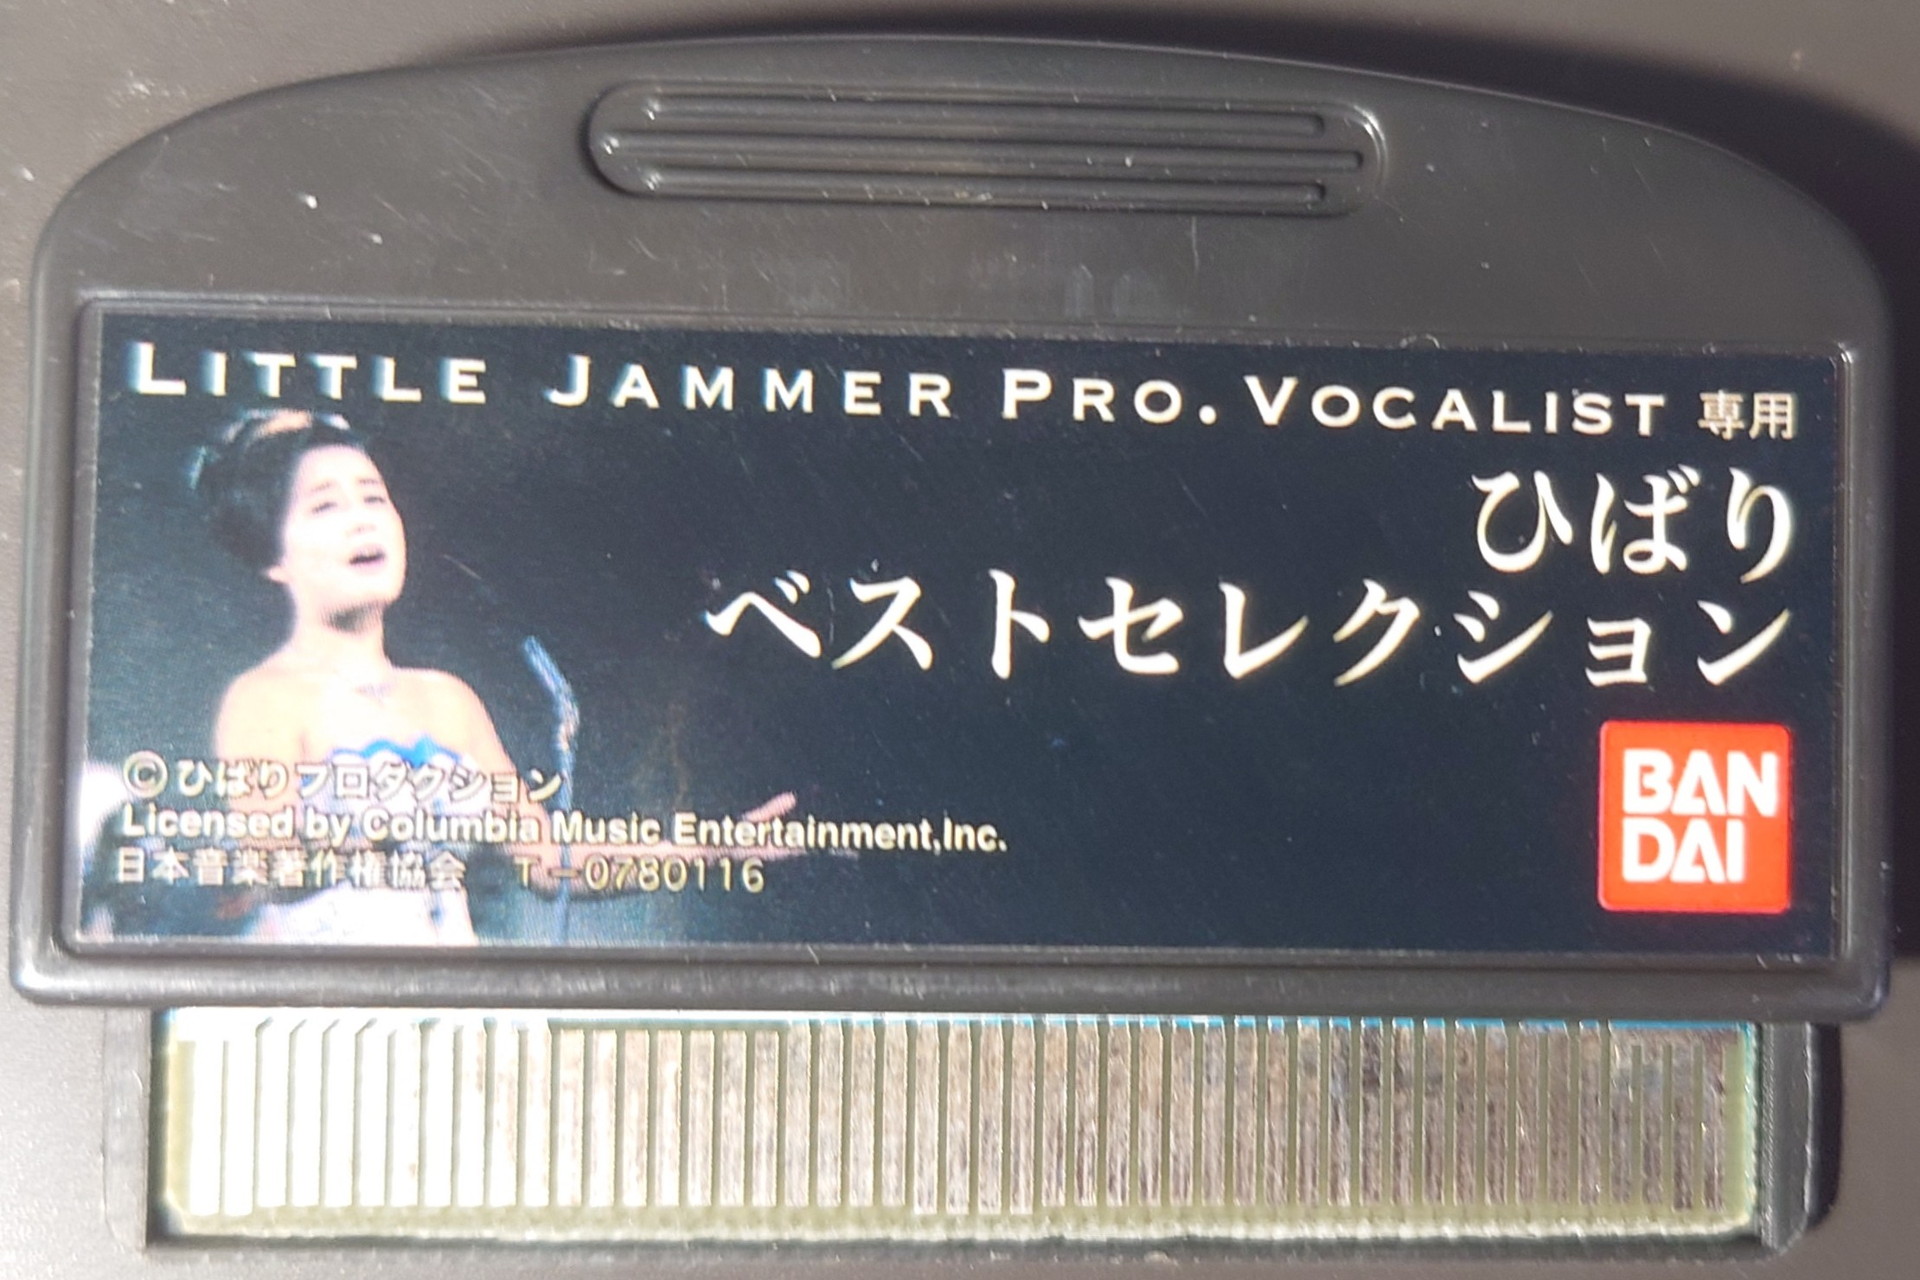 LITTLE JAMMER PRO. VOCALIST 専用
ひばり
ベストセレクション
©ひばりプロダクション
Licensed by Columbia Music Entertainment,Inc.
日本音楽著作権協会 T-0780116
BAN
DAI